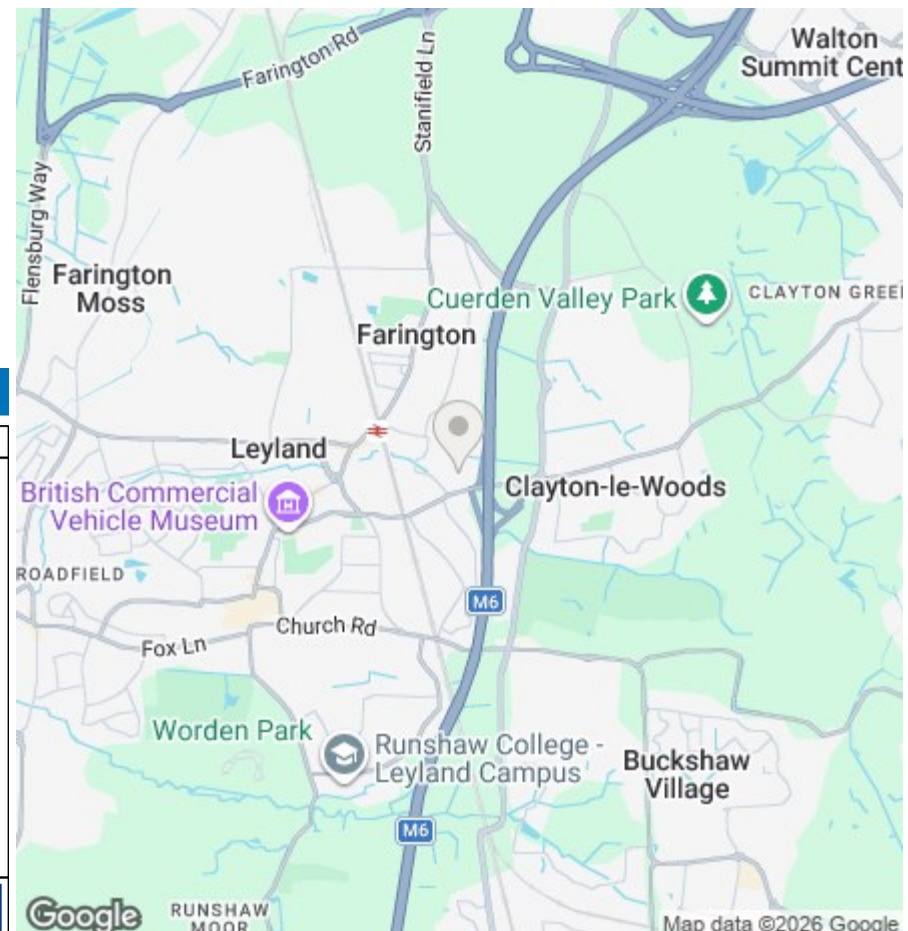 Walton
Summit Cent
Farington Rd
Stanifield Ln
Flensburg Way
Farington
Moss
Cuerden Valley Park
CLAYTON GREE
Farington
Leyland
British Commercial
Vehicle Museum
Clayton-le-Woods
ROADFIELD
M6
Church Rd
Fox Ln
Worden Park
Runshaw College -
Leyland Campus
Buckshaw
Village
M6
Google
RUNSHAW
MOOR
Map data ©2026 Google